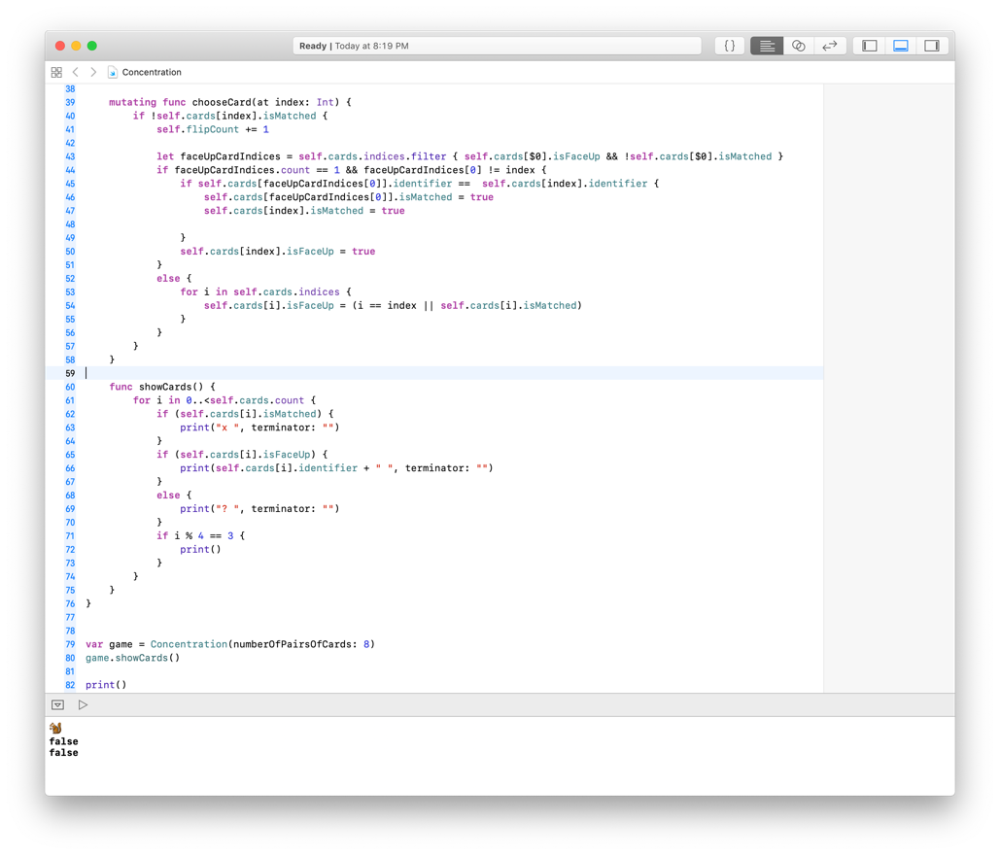 Ready | Today at 8:19 PM
{}
Concentration
38
39 mutating func chooseCard(at index: Int) {
40 if !self.cards[index].isMatched {
41 self.flipCount += 1
42
43 let faceUpCardIndices = self.cards.indices.filter { self.cards[$0].isFaceUp && !self.cards[$0].isMatched }
44 if faceUpCardIndices.count == 1 && faceUpCardIndices[0] != index {
45 if self.cards[faceUpCardIndices[0]].identifier ==  self.cards[index].identifier {
46 self.cards[faceUpCardIndices[0]].isMatched = true
47 self.cards[index].isMatched = true
48
49 }
50 self.cards[index].isFaceUp = true
51 }
52 else {
53 for i in self.cards.indices {
54 self.cards[i].isFaceUp = (i == index || self.cards[i].isMatched)
55 }
56 }
57 }
58 }
59
60 func showCards() {
61 for i in 0..<self.cards.count {
62 if (self.cards[i].isMatched) {
63 print("x ", terminator: "")
64 }
65 if (self.cards[i].isFaceUp) {
66 print(self.cards[i].identifier + " ", terminator: "")
67 }
68 else {
69 print("? ", terminator: "")
70 }
71 if i % 4 == 3 {
72 print()
73 }
74 }
75 }
76 }
77
78
79 var game = Concentration(numberOfPairsOfCards: 8)
80 game.showCards()
81
82 print()
🐿
false
false